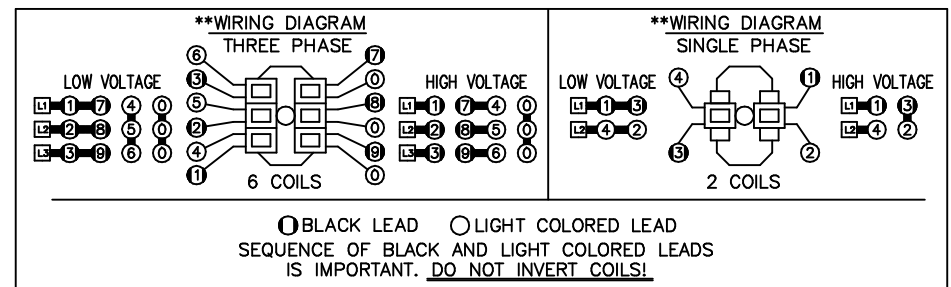 **WIRING DIAGRAM
THREE PHASE
LOW VOLTAGE
L1 1 7 4 0
L2 2 8 5 0
L3 3 9 6 0
6
3
5
2
4
1
7
0
8
0
9
0
6 COILS
HIGH VOLTAGE
L1 1 7 4 0
L2 2 8 5 0
L3 3 9 6 0
**WIRING DIAGRAM
SINGLE PHASE
LOW VOLTAGE
L1 1 3
L2 4 2
4
3
1
2
2 COILS
HIGH VOLTAGE
L1 1 3
L2 4 2
BLACK LEAD LIGHT COLORED LEAD
SEQUENCE OF BLACK AND LIGHT COLORED LEADS
IS IMPORTANT. DO NOT INVERT COILS!